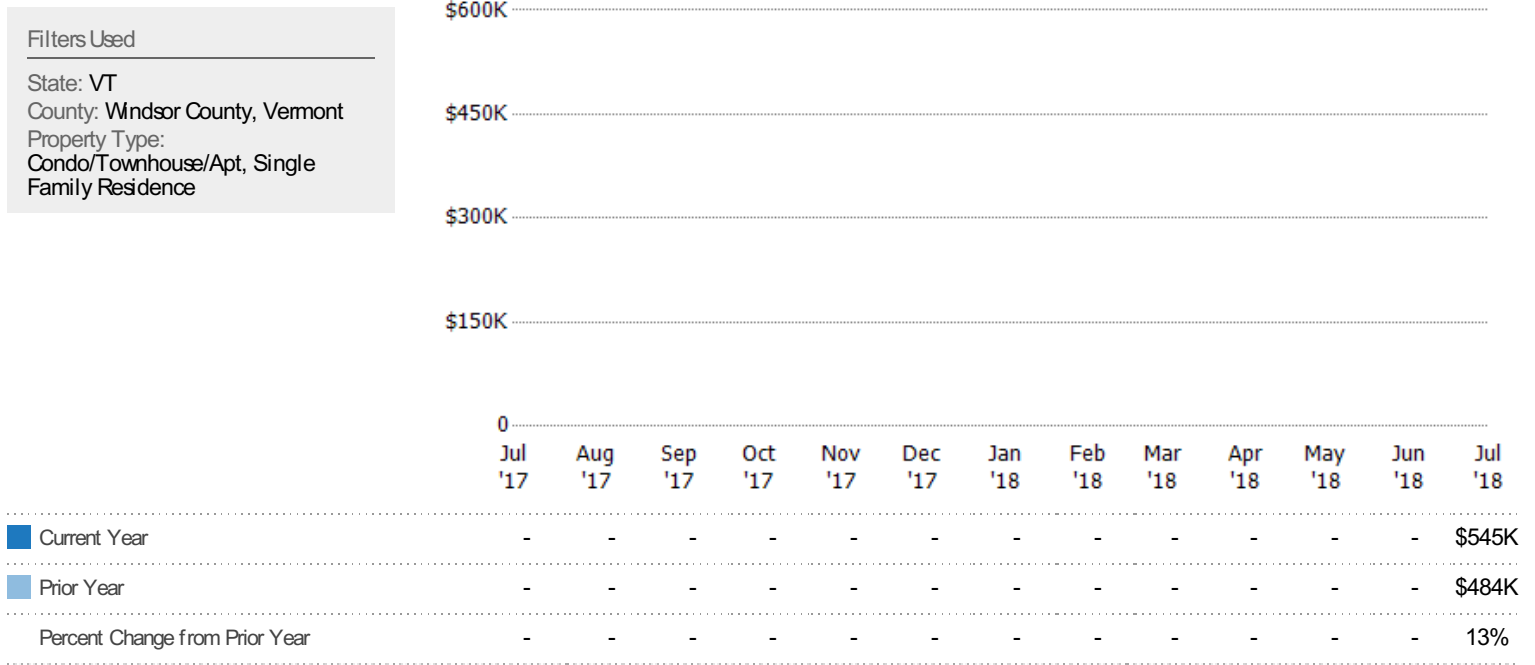 Filters Used
State: VT
County: Windsor County, Vermont
Property Type:
Condo/Townhouse/Apt, Single
Family Residence
$600K
$450K
$300K
$150K
0
Jul Aug Sep Oct Nov Dec Jan Feb Mar Apr May Jun Jul
'17 '17 '17 '17 '17 '17 '18 '18 '18 '18 '18 '18 '18
Current Year - - - - - - - - - - - - $545K
Prior Year - - - - - - - - - - - - $484K
Percent Change from Prior Year - - - - - - - - - - - - 13%